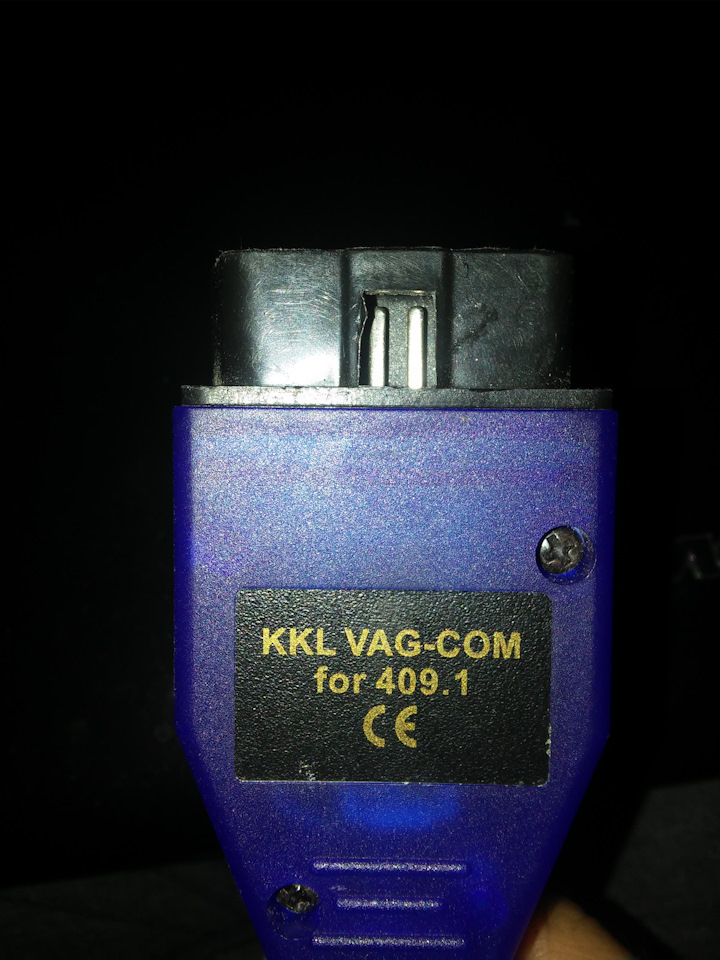 KKL VAG-COM
for 409.1
CE